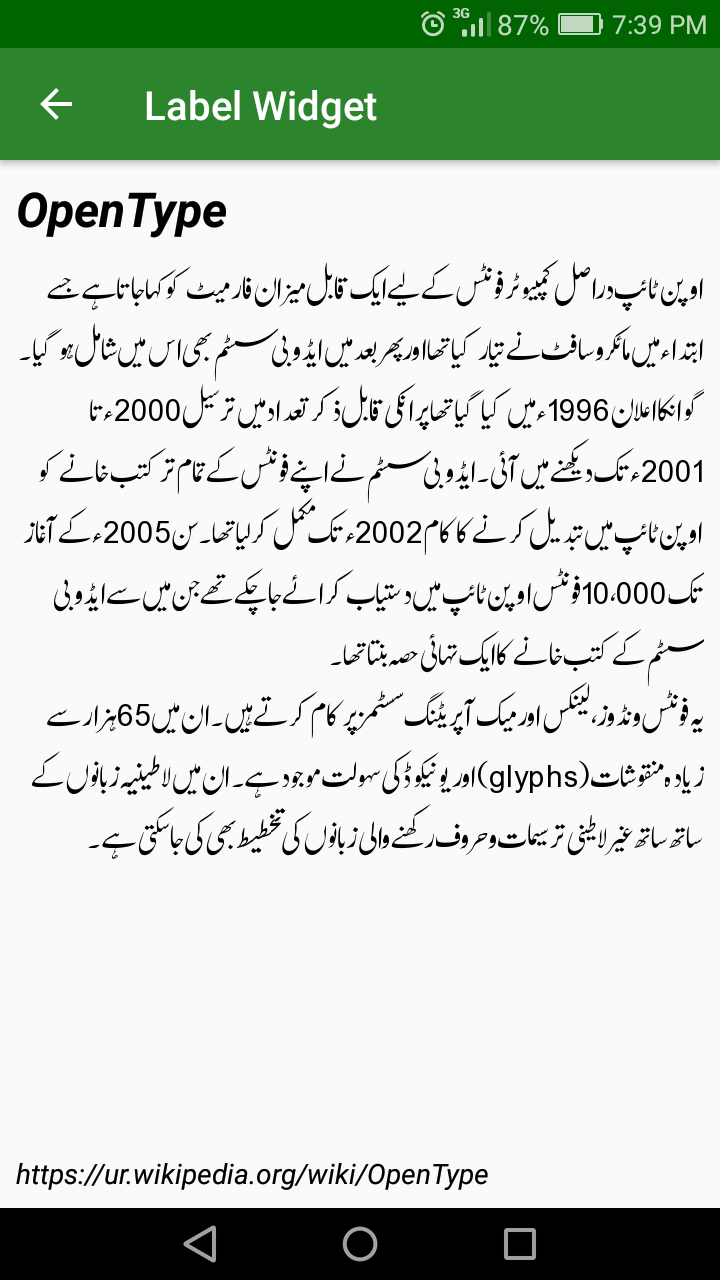 3G 87% 7:39 PM
Label Widget
OpenType
اوپن ٹائپ دراصل کمپیوٹر فونٹس کے لیے ایک قابل میزان فارمیٹ کو کہا جاتا ہے جسے
ابتداء میں مائکروسافٹ نے تیار کیا تھا اور پھر بعد میں ایڈوبی سسٹم بھی اس میں شامل ہو گیا۔
گو انکا اعلان 1996ء میں کیا گیا تھا پر انکی قابل ذکر تعداد میں ترسیل 2000ء تا
2001ء تک دیکھنے میں آئی۔ ایڈوبی سسٹم نے اپنے فونٹس کے تمام تر کتب خانے کو
اوپن ٹائپ میں تبدیل کرنے کا کام 2002ء تک مکمل کر لیا تھا۔ سن 2005ء کے آغاز
تک 10،000 فونٹس اوپن ٹائپ میں دستیاب کرائے جا چکے تھے جن میں سے ایڈوبی
سسٹم کے کتب خانے کا ایک تہائی حصہ بنتا تھا۔
یہ فونٹس ونڈوز، لینکس اور میک آپریٹنگ سسٹمز پر کام کرتے ہیں۔ ان میں 65 ہزار سے
زیادہ منقوشات (glyphs) اور یونیکوڈ کی سہولت موجود ہے۔ ان میں لاطینیہ زبانوں کے
ساتھ ساتھ غیر لاطینی ترسیمات و حروف رکھنے والی زبانوں کی تخطیط بھی کی جا سکتی ہے۔
https://ur.wikipedia.org/wiki/OpenType